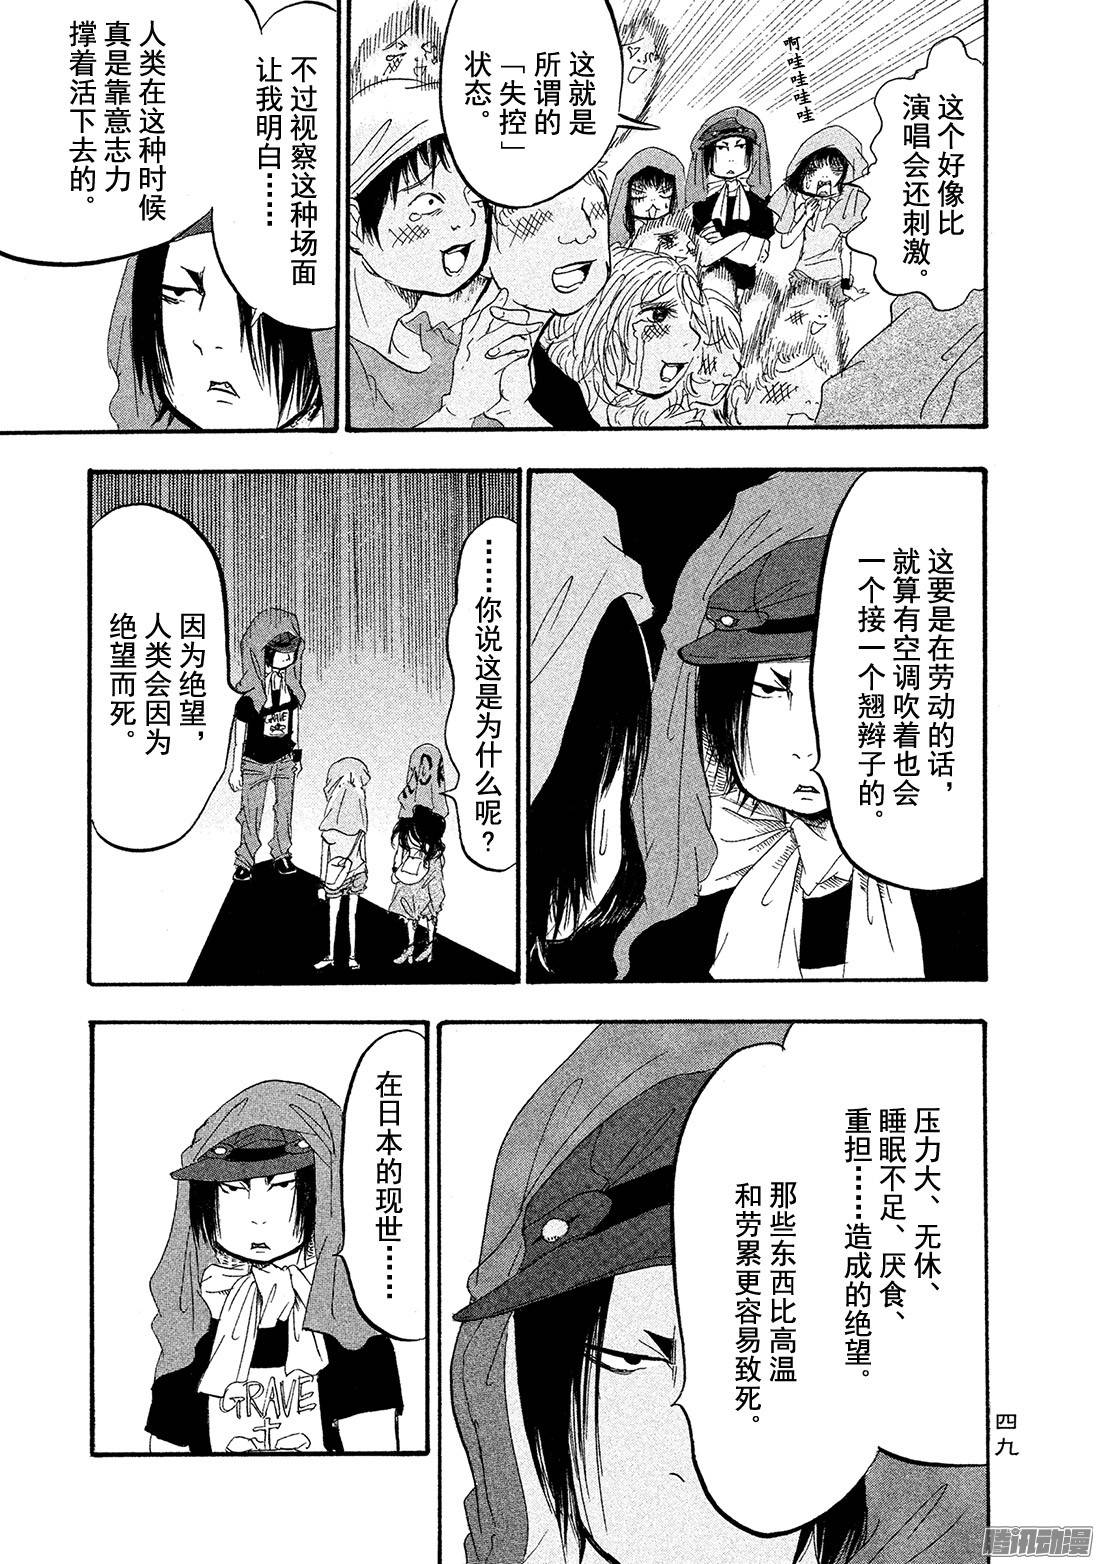 这个好像比
演唱会还刺
激。
啊哇哇哇哇
这就是
所谓的
「失控」
状态。
不过视察这种场面
让我明白……
人类在这种时候
真是靠意志力
撑着活下去的。
这要是在劳动的话，
就算有空调吹着也会
一个接一个翘辫子的。
……你说这是为什么呢？
因为绝望，
人类会因为
绝望而死。
GRAVE
压力大、无休、
睡眠不足、厌食、
重担……造成的绝望。
那些东西比高温
和劳累更容易致死。
在日本的现世……
GRAVE
四九
腾讯动漫